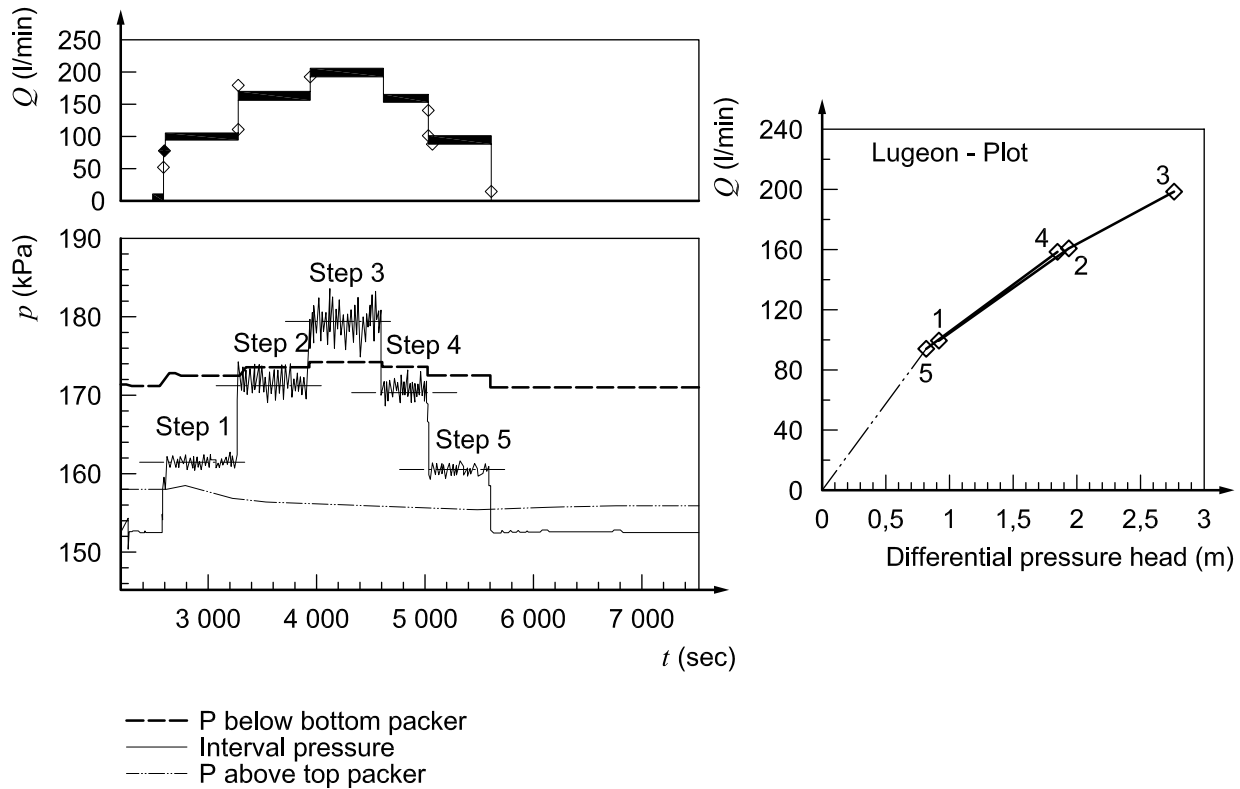 Q (l/min)
250
200
150
100
50
0
p (kPa)
190
180
170
160
150
Step 1
Step 2
Step 3
Step 4
Step 5
3 000
4 000
5 000
6 000
7 000
t (sec)
P below bottom packer
Interval pressure
P above top packer
Q (l/min)
240
200
160
120
80
40
0
Lugeon - Plot
3
4
2
1
5
0
0,5
1
1,5
2
2,5
3
Differential pressure head (m)